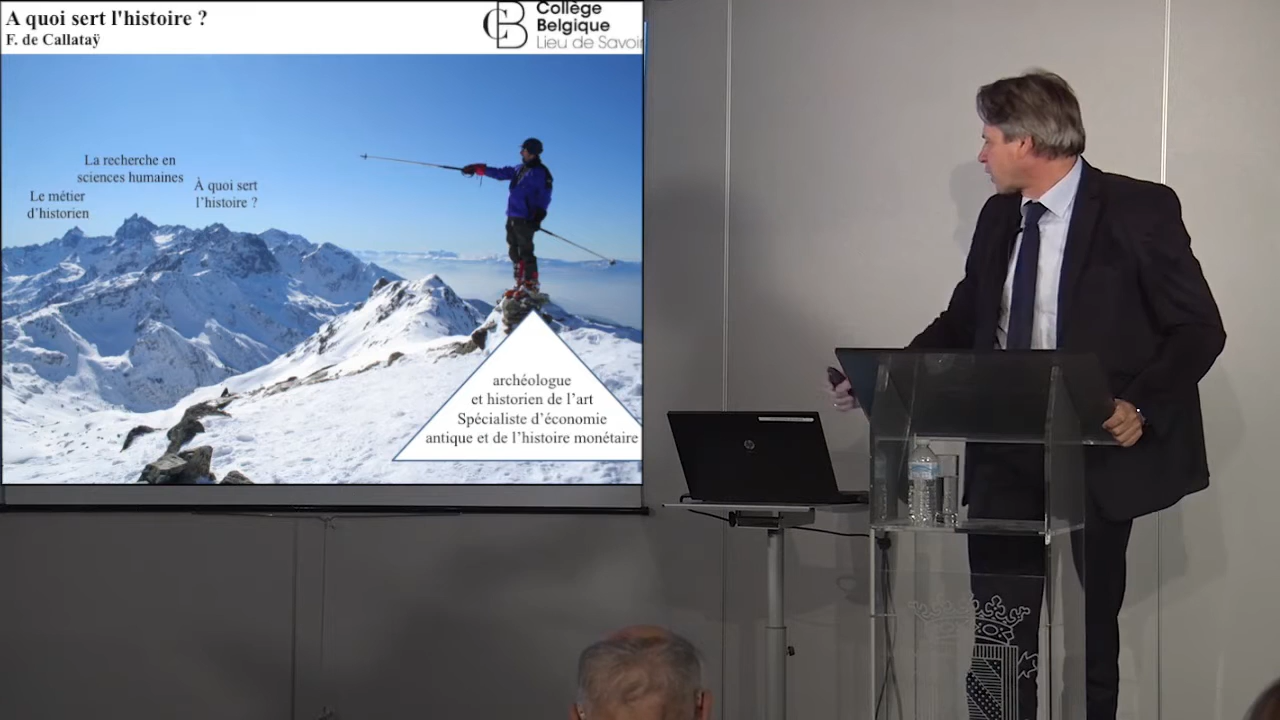 A quoi sert l'histoire ?
F. de Callataÿ
Collège
Belgique
Lieu de Savoir
La recherche en
sciences humaines
À quoi sert
l'histoire ?
Le métier
d'historien
archéologue
et historien de l'art
Spécialiste d'économie
antique et de l'histoire monétaire
hp